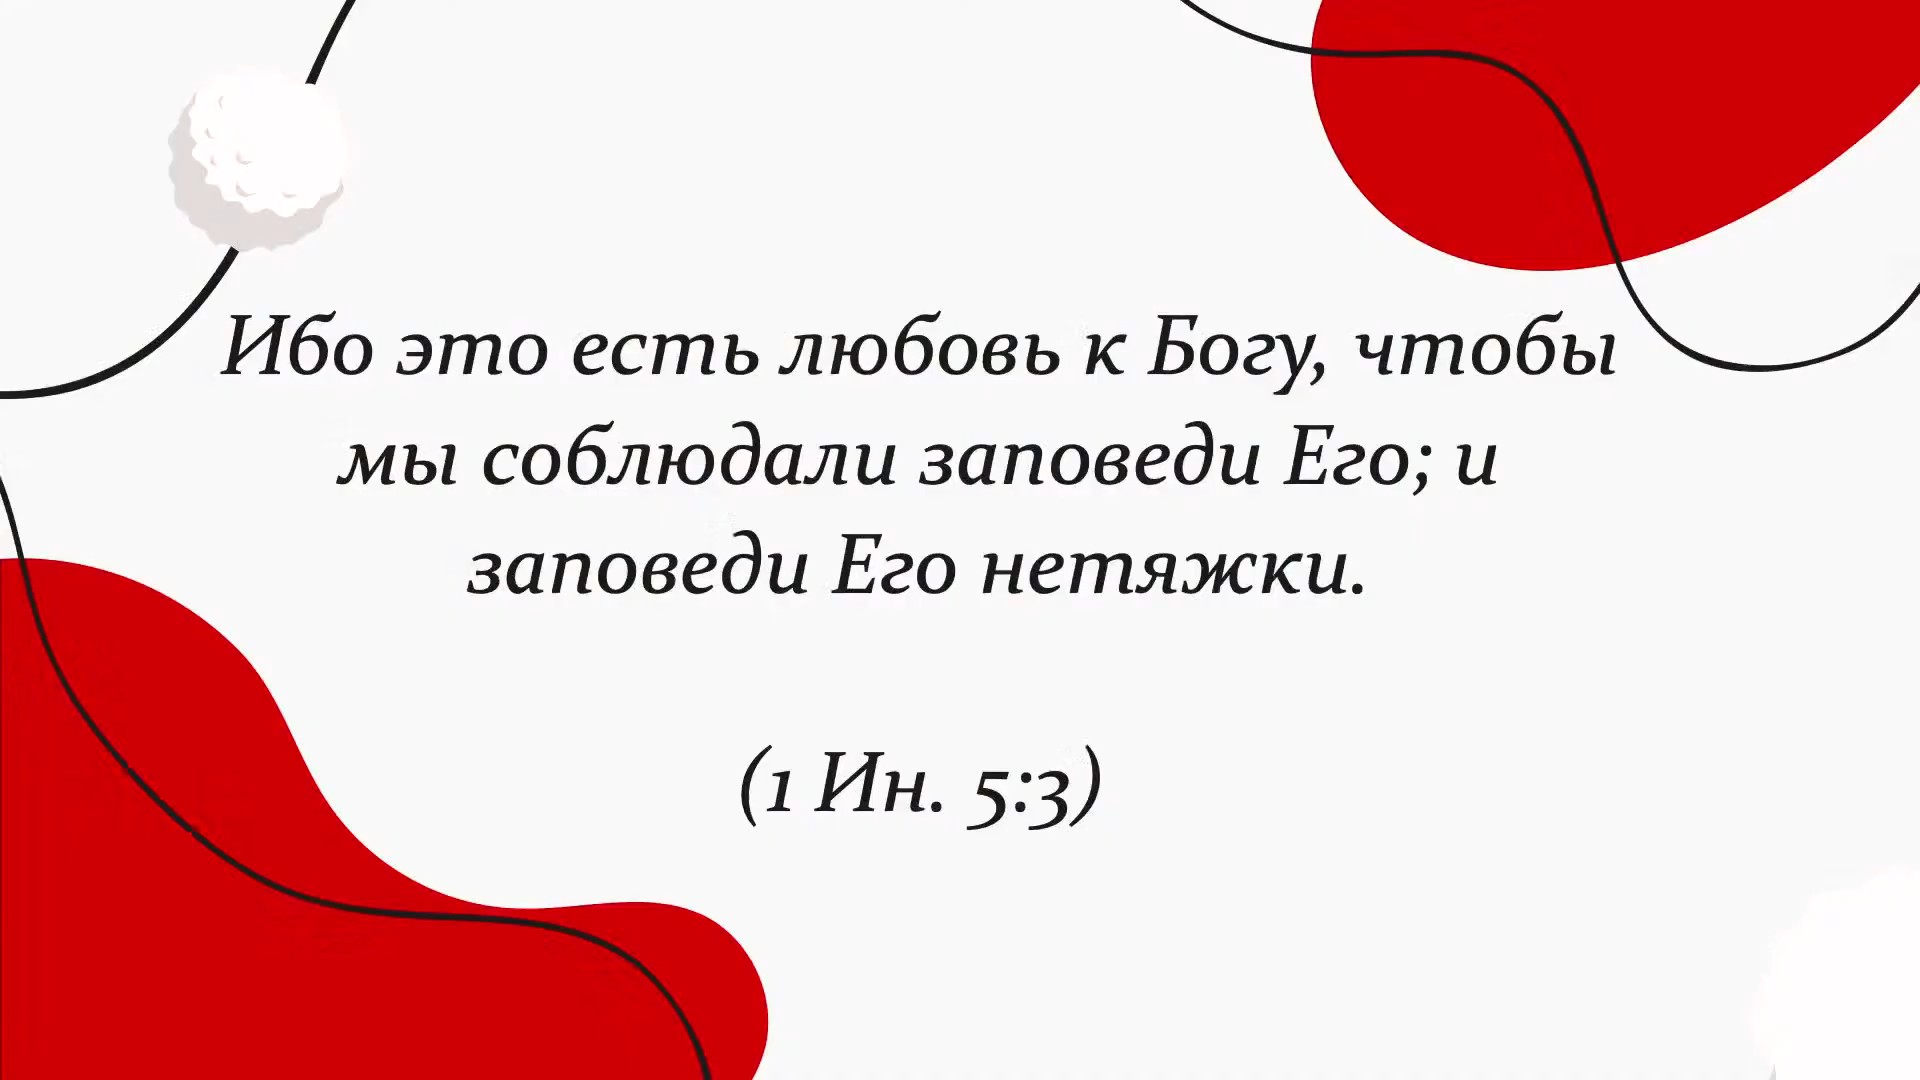 Ибо это есть любовь к Богу, чтобы
мы соблюдали заповеди Его; и
заповеди Его нетяжки.
(1 Ин. 5:3)